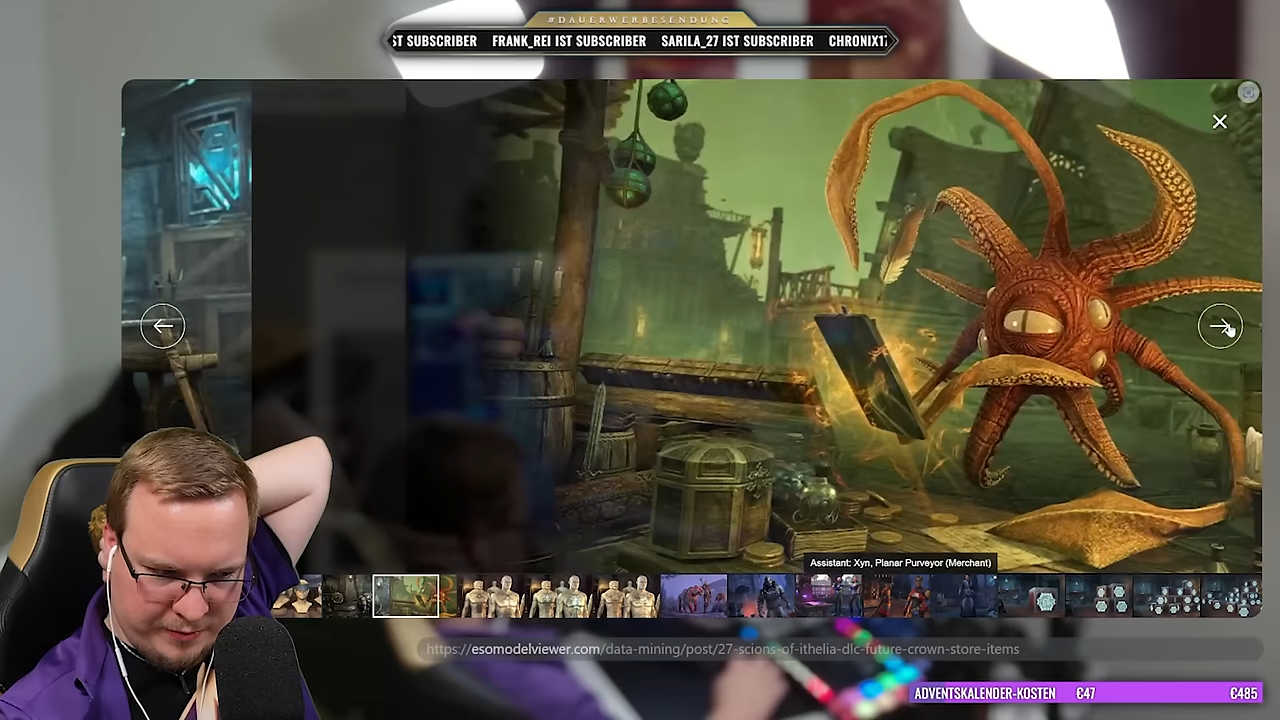 #DAUERWERBESENDUNG
ST SUBSCRIBER FRANK_REI IST SUBSCRIBER SARILA_27 IST SUBSCRIBER CHRONIX17
Assistant: Xyn, Planar Purveyor (Merchant)
https://esomodelviewer.com/data-mining/post/27-scions-of-ithelia-dlc-future-crown-store-items
ADVENTSKALENDER-KOSTEN €47 €485